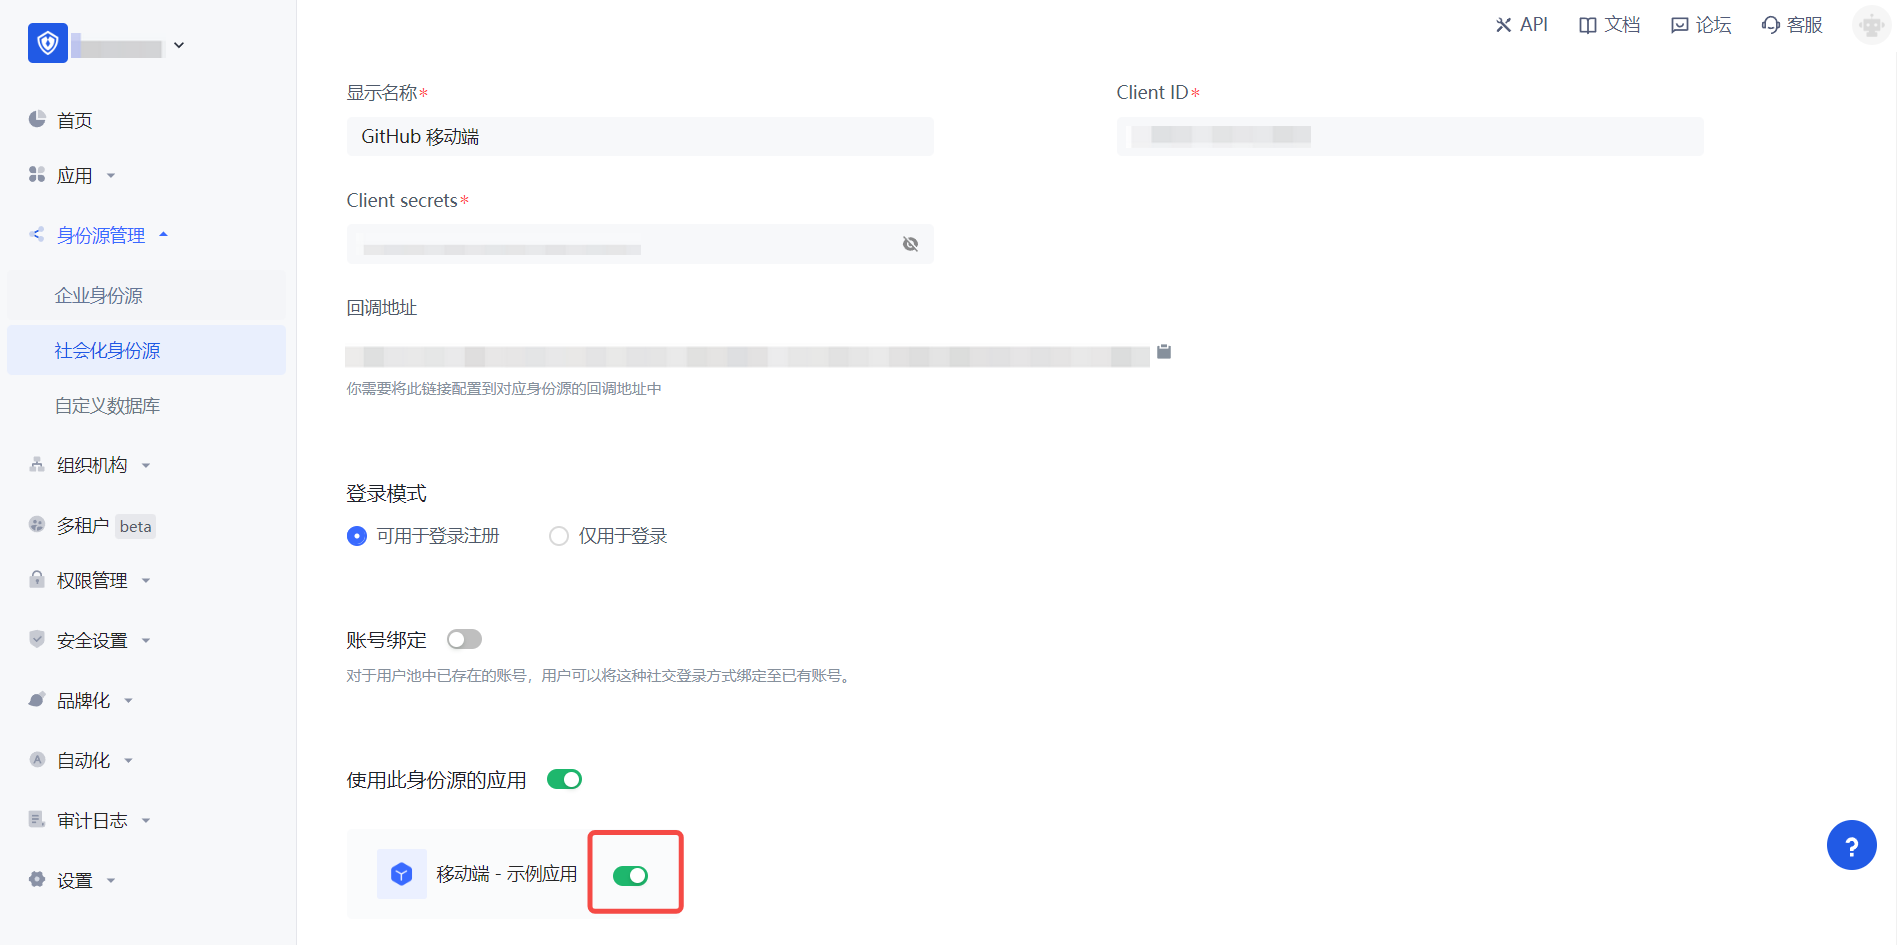 API 文档 论坛 客服
首页
应用
身份源管理
企业身份源
社会化身份源
自定义数据库
组织机构
多租户 beta
权限管理
安全设置
品牌化
自动化
审计日志
设置
显示名称* Client ID*
GitHub 移动端
Client secrets*
回调地址
你需要将此链接配置到对应身份源的回调地址中
登录模式
可用于登录注册 仅用于登录
账号绑定
对于用户池中已存在的账号，用户可以将这种社交登录方式绑定至已有账号。
使用此身份源的应用
移动端 - 示例应用
?